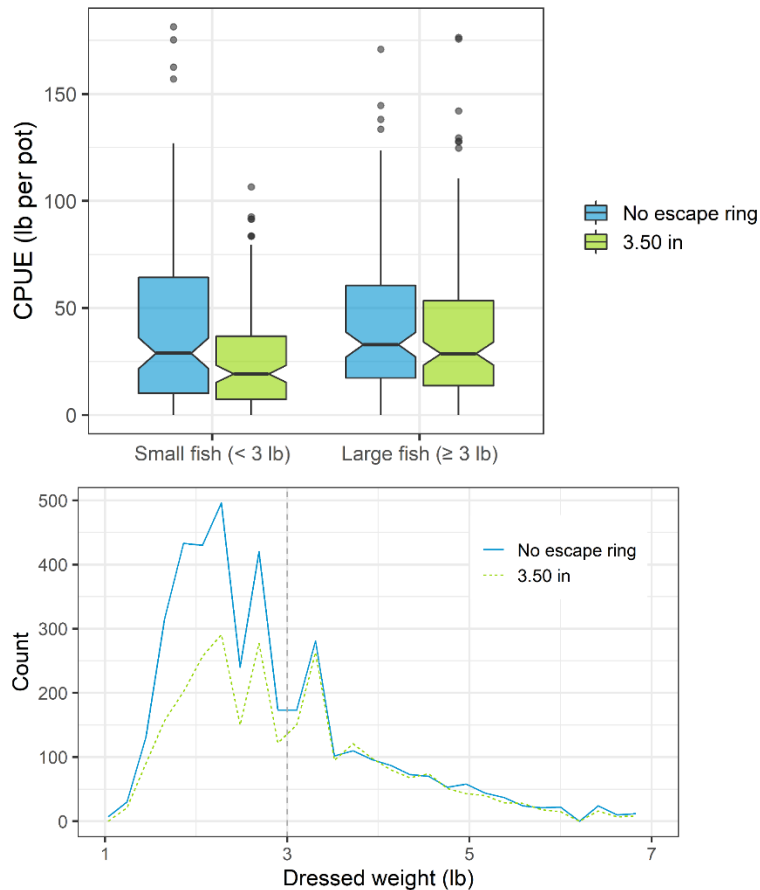 CPUE (lb per pot)
150
100
50
0
Small fish (< 3 lb)
Large fish (≥ 3 lb)
No escape ring
3.50 in
Count
500
400
300
200
100
0
No escape ring
3.50 in
1
3
5
7
Dressed weight (lb)